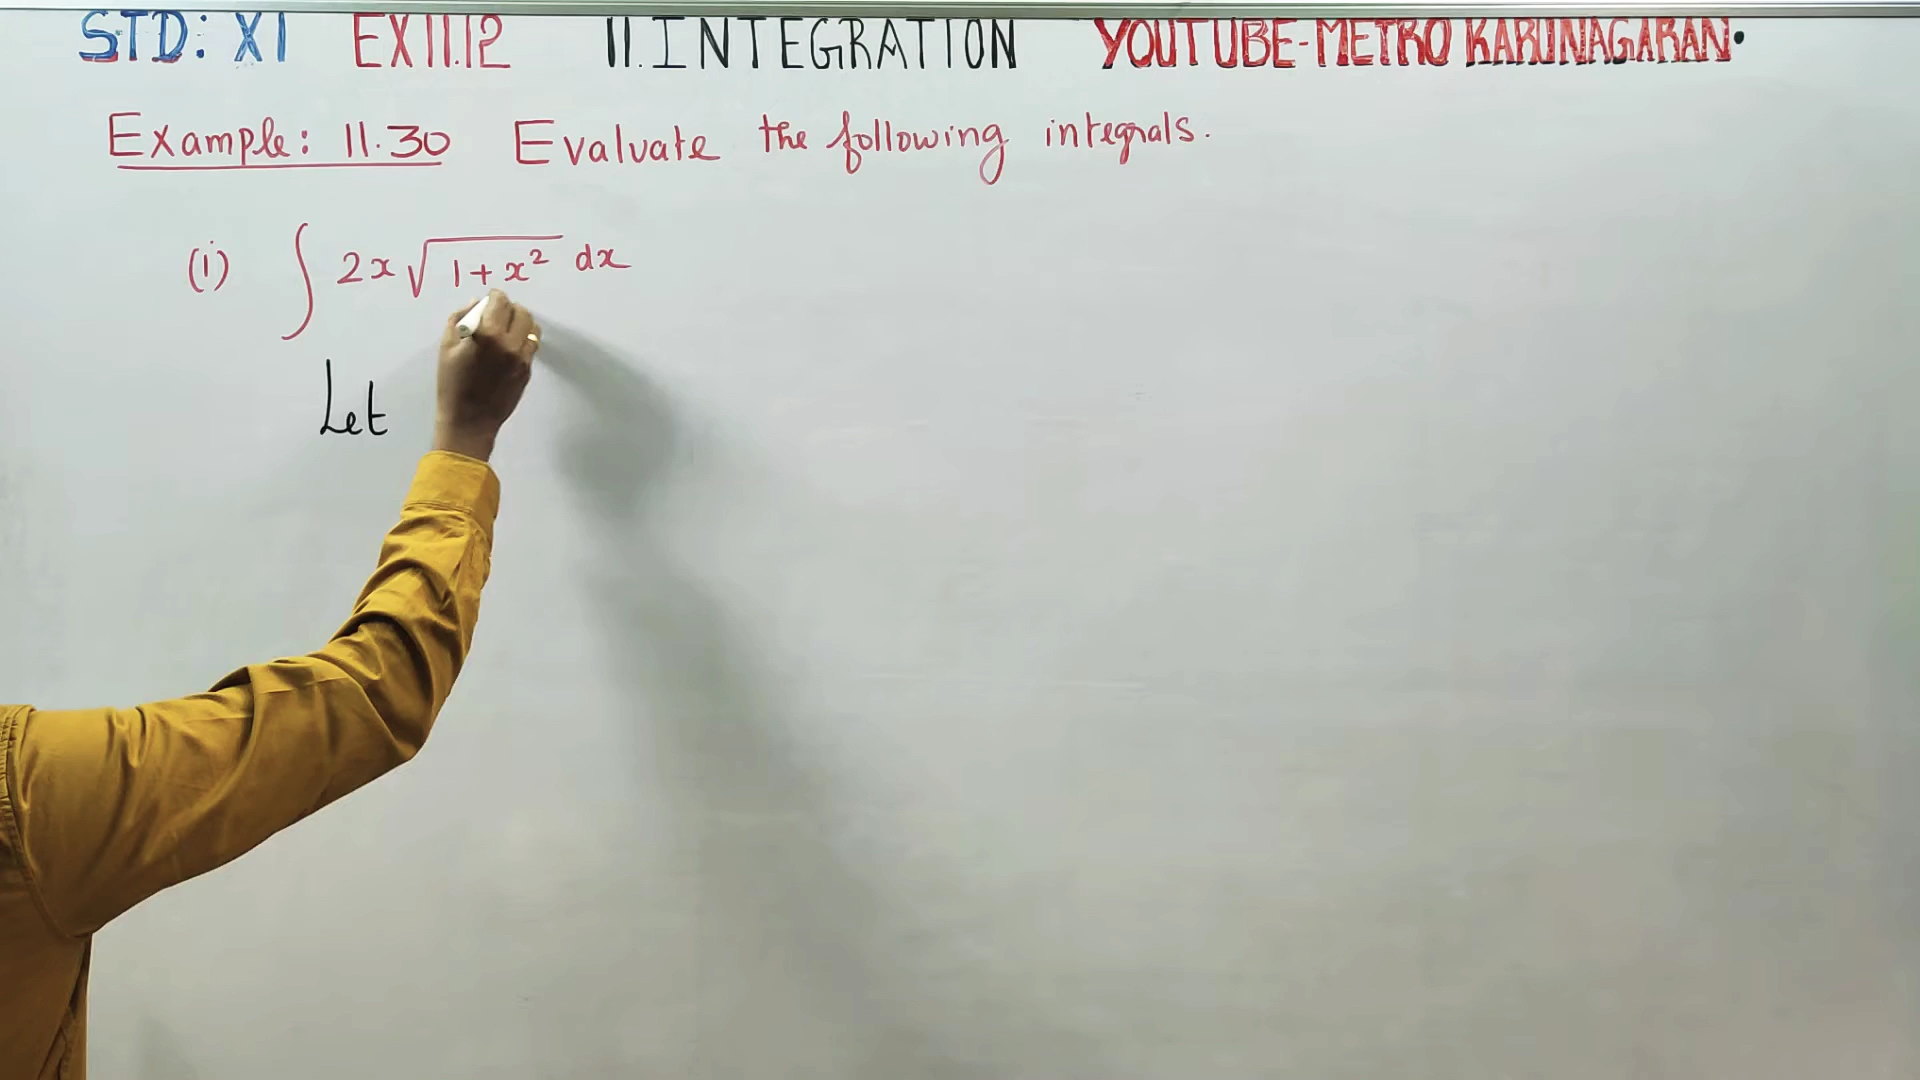 STD: XI EX11.12 11.INTEGRATION YOUTUBE-METRO KARUNAGARAN.
Example: 11.30 Evaluate the following integrals.
(i) ∫ 2x √(1+x²) dx
Let